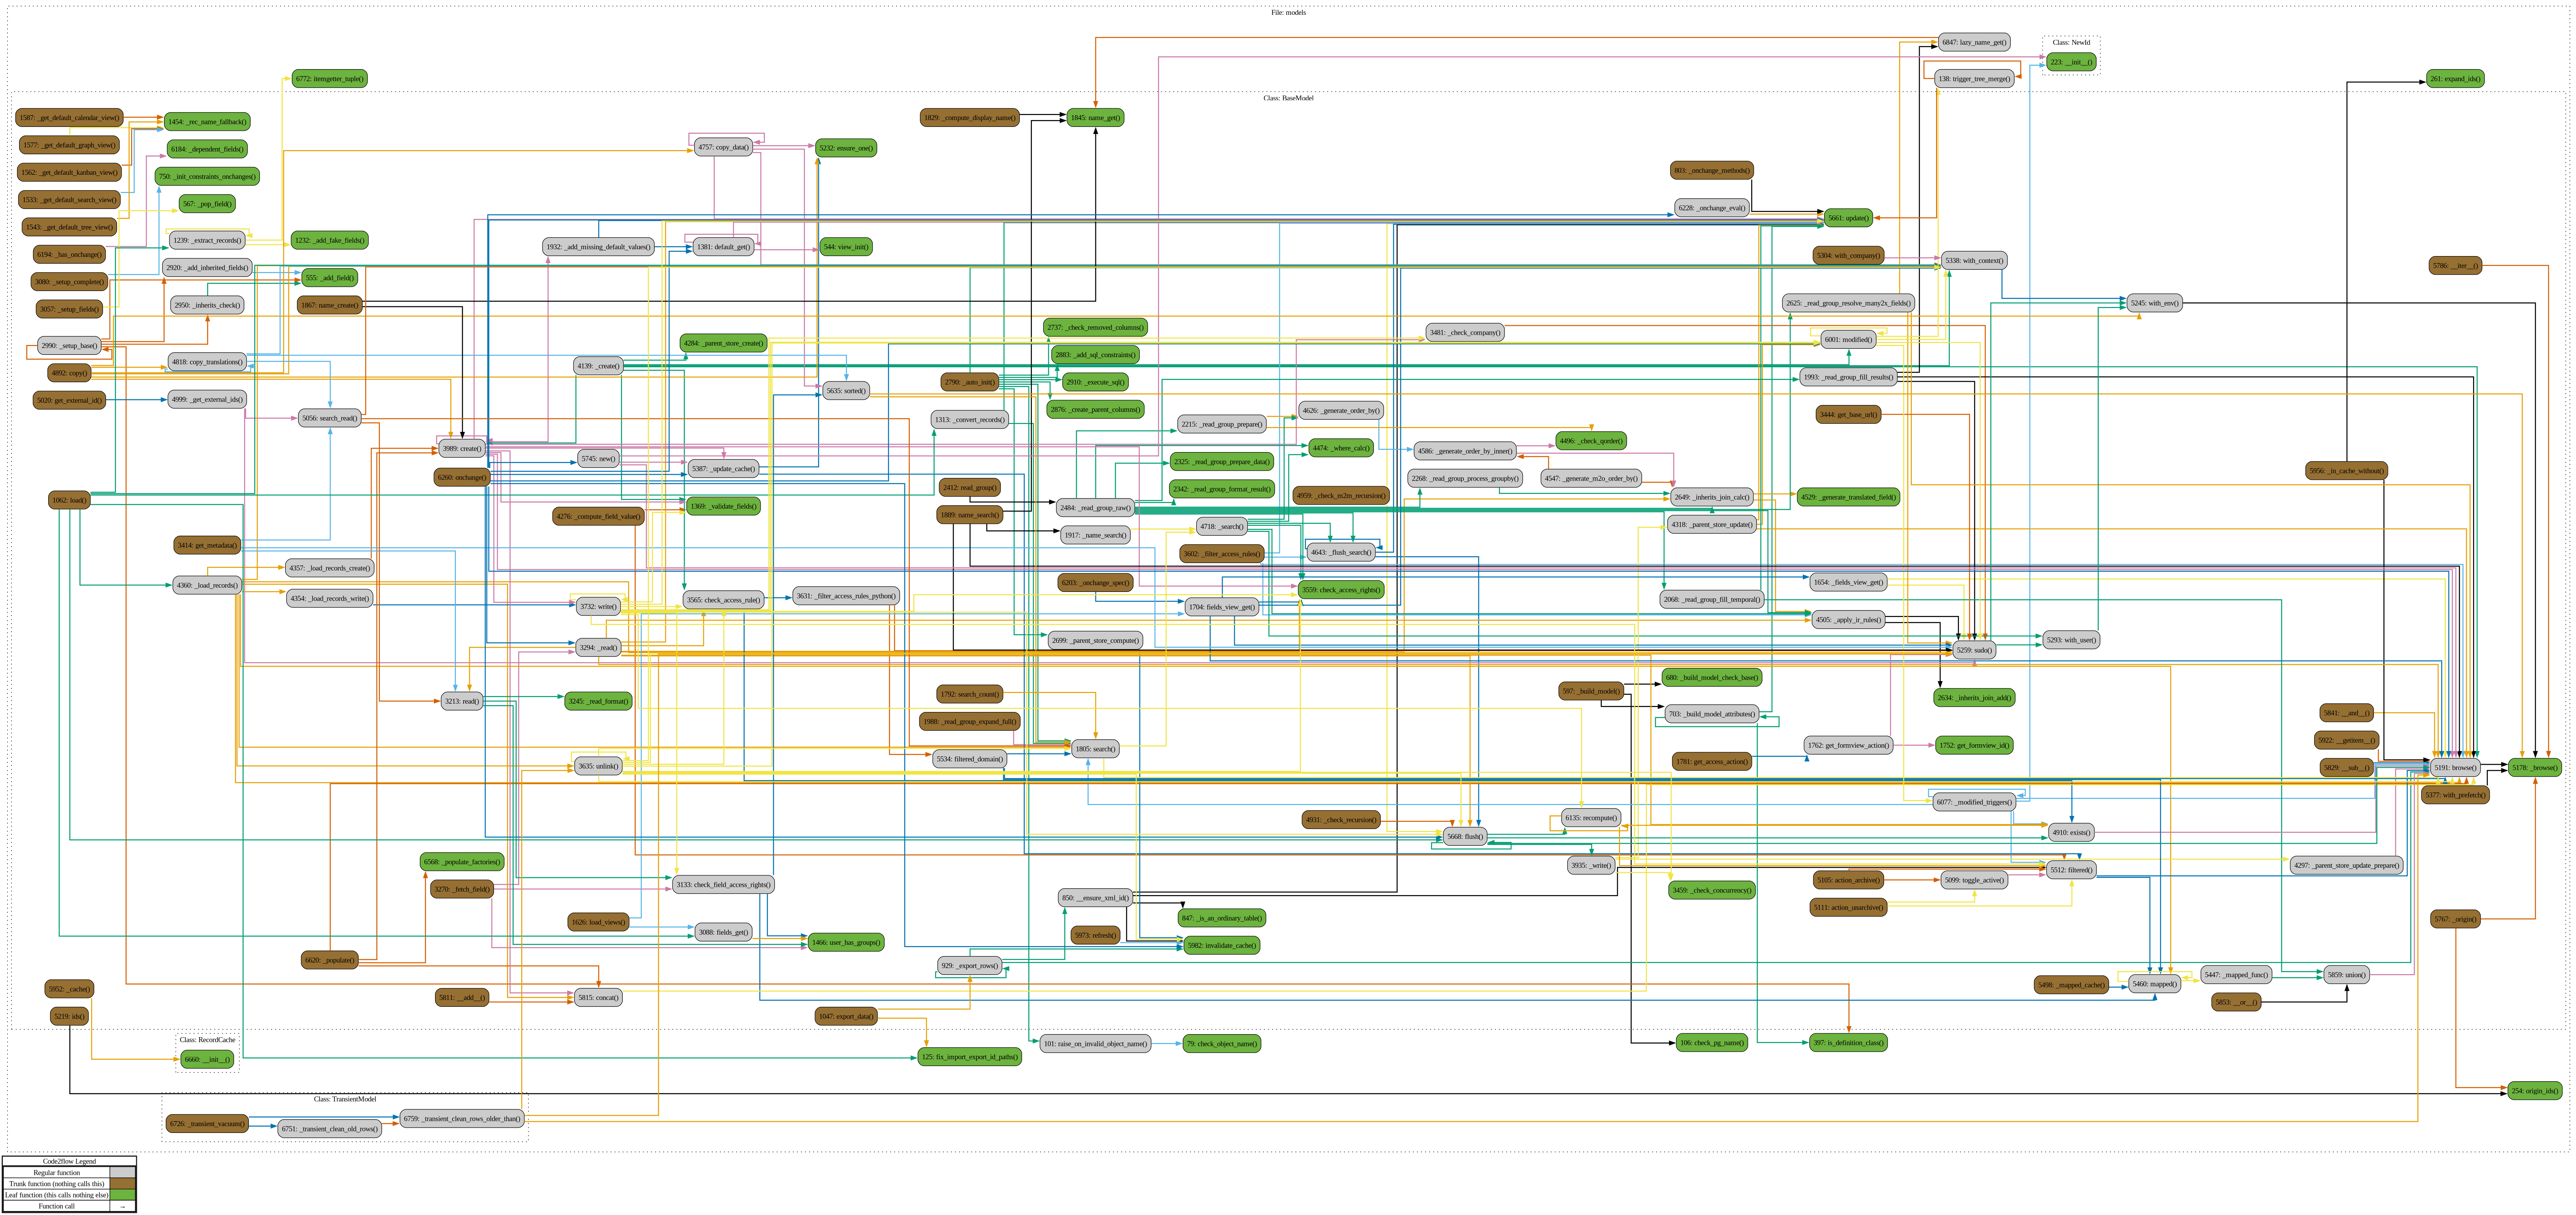 File: models
6847: lazy_name_get()
Class: NewId
223: __init__()
6772: itemgetter_tuple()
138: trigger_tree_merge()
261: expand_ids()
Class: BaseModel
1587: _get_default_calendar_view()
1454: _rec_name_fallback()
1829: _compute_display_name()
1845: name_get()
1577: _get_default_graph_view()
6184: _dependent_fields()
4757: copy_data()
5232: ensure_one()
1562: _get_default_kanban_view()
750: _init_constraints_onchanges()
803: _onchange_methods()
1533: _get_default_search_view()
567: _pop_field()
6228: _onchange_eval()
5661: update()
1543: _get_default_tree_view()
1239: _extract_records()
1232: _add_fake_fields()
1932: _add_missing_default_values()
1381: default_get()
544: view_init()
6194: _has_onchange()
5304: with_company()
5338: with_context()
5786: __iter__()
2920: _add_inherited_fields()
555: _add_field()
3080: _setup_complete()
2950: _inherits_check()
1867: name_create()
2625: _read_group_resolve_many2x_fields()
5245: with_env()
3057: _setup_fields()
2737: _check_removed_columns()
3481: _check_company()
6001: modified()
2990: _setup_base()
4284: _parent_store_create()
2883: _add_sql_constraints()
4818: copy_translations()
4139: _create()
4892: copy()
2790: _auto_init()
2910: _execute_sql()
1993: _read_group_fill_results()
5635: sorted()
5020: get_external_id()
4999: _get_external_ids()
2876: _create_parent_columns()
4626: _generate_order_by()
3444: get_base_url()
5056: search_read()
1313: _convert_records()
2215: _read_group_prepare()
4496: _check_qorder()
3989: create()
4474: _where_calc()
4586: _generate_order_by_inner()
5745: new()
5387: _update_cache()
2325: _read_group_prepare_data()
5956: _in_cache_without()
6260: onchange()
2412: read_group()
2342: _read_group_format_result()
2268: _read_group_process_groupby()
4547: _generate_m2o_order_by()
1062: load()
4959: _check_m2m_recursion()
2649: _inherits_join_calc()
4529: _generate_translated_field()
1369: _validate_fields()
2484: _read_group_raw()
4276: _compute_field_value()
1889: name_search()
4718: _search()
4318: _parent_store_update()
1917: _name_search()
3414: get_metadata()
3602: _filter_access_rules()
4643: _flush_search()
4357: _load_records_create()
4360: _load_records()
6203: _onchange_spec()
3559: check_access_rights()
1654: _fields_view_get()
4354: _load_records_write()
3732: write()
3565: check_access_rule()
3631: _filter_access_rules_python()
1704: fields_view_get()
2068: _read_group_fill_temporal()
4505: _apply_ir_rules()
3294: _read()
2699: _parent_store_compute()
5293: with_user()
5259: sudo()
680: _build_model_check_base()
597: _build_model()
3213: read()
3245: _read_format()
1792: search_count()
2634: _inherits_join_add()
703: _build_model_attributes()
5841: __and__()
1988: _read_group_expand_full()
1805: search()
1762: get_formview_action()
1752: get_formview_id()
5922: __getitem__()
5534: filtered_domain()
1781: get_access_action()
3635: unlink()
5829: __sub__()
5191: browse()
5178: _browse()
5377: with_prefetch()
6077: _modified_triggers()
4931: _check_recursion()
6135: recompute()
5668: flush()
4910: exists()
6568: _populate_factories()
3935: _write()
4297: _parent_store_update_prepare()
5512: filtered()
3270: _fetch_field()
3133: check_field_access_rights()
3459: _check_concurrency()
5105: action_archive()
5099: toggle_active()
850: __ensure_xml_id()
5111: action_unarchive()
1626: load_views()
847: _is_an_ordinary_table()
5767: _origin()
3088: fields_get()
5973: refresh()
1466: user_has_groups()
5982: invalidate_cache()
6620: _populate()
929: _export_rows()
5447: _mapped_func()
5859: union()
5952: _cache()
5498: _mapped_cache()
5460: mapped()
5811: __add__()
5815: concat()
5853: __or__()
5219: ids()
1047: export_data()
Class: RecordCache
6660: __init__()
101: raise_on_invalid_object_name()
79: check_object_name()
106: check_pg_name()
397: is_definition_class()
125: fix_import_export_id_paths()
254: origin_ids()
Class: TransientModel
6726: _transient_vacuum()
6751: _transient_clean_old_rows()
6759: _transient_clean_rows_older_than()
Code2flow Legend
Regular function
Trunk function (nothing calls this)
Leaf function (this calls nothing else)
Function call →